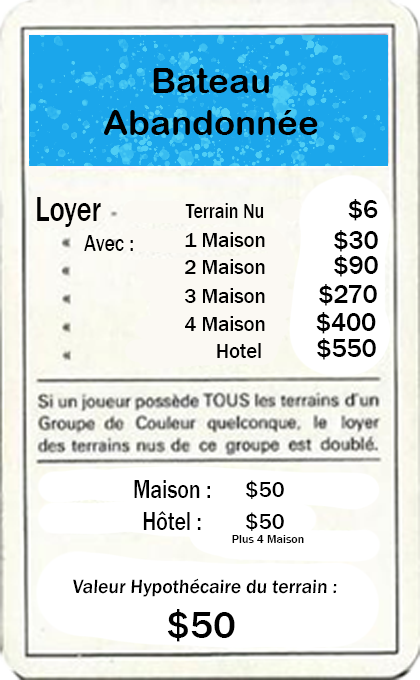 Bateau
Abandonnée
Loyer - Terrain Nu $6
" Avec : 1 Maison $30
" 2 Maison $90
" 3 Maison $270
" 4 Maison $400
" Hotel $550
Si un joueur possède TOUS les terrains d'un
Groupe de Couleur quelconque, le loyer
des terrains nus de ce groupe est doublé.
Maison : $50
Hôtel : $50
Plus 4 Maison
Valeur Hypothécaire du terrain :
$50